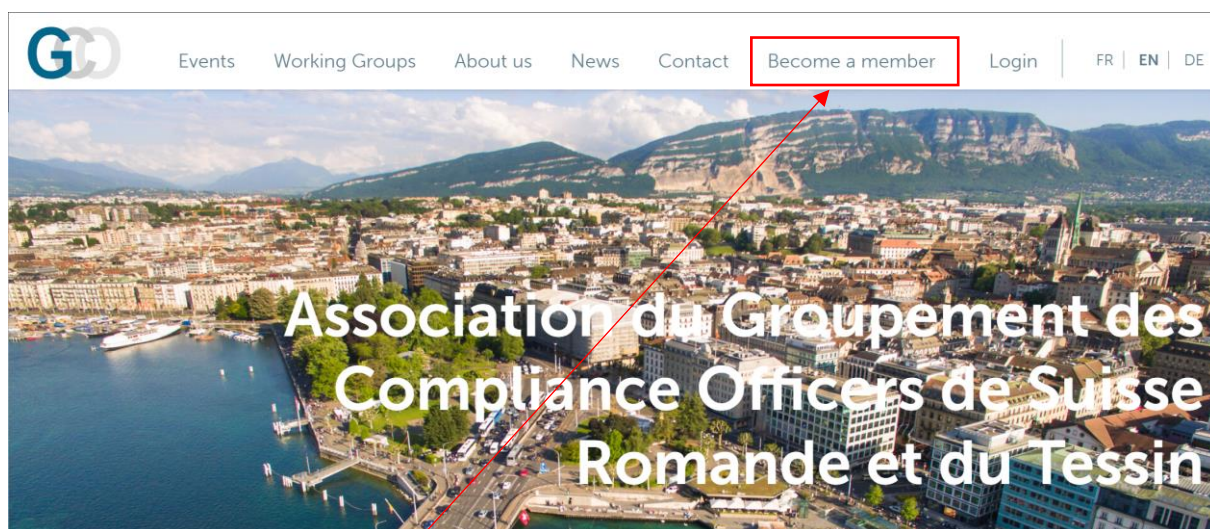 GCO Events Working Groups About us News Contact Become a member Login FR | EN | DE
Association du Groupement des
Compliance Officers de Suisse
Romande et du Tessin